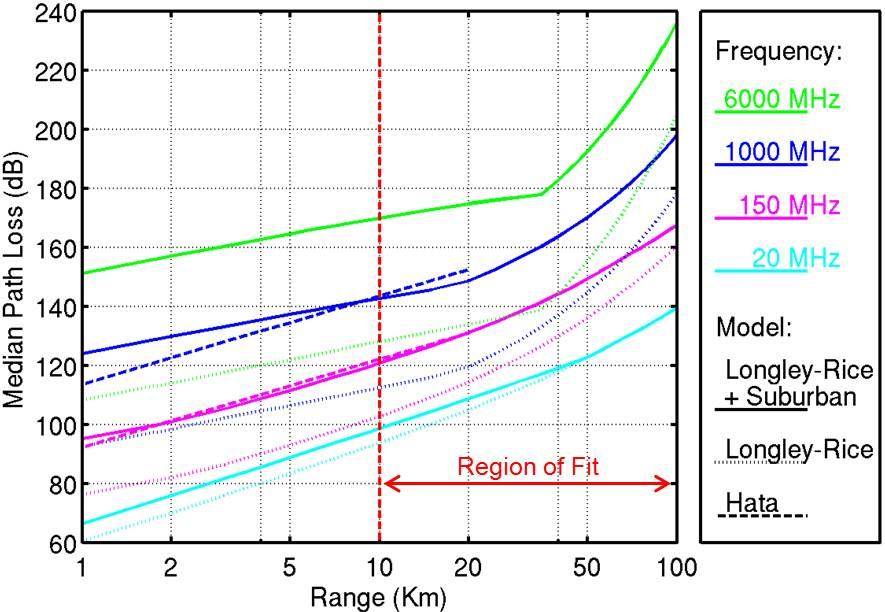 240
220
200
180
160
140
120
100
80
60
Median Path Loss (dB)
1 2 5 10 20 50 100
Range (Km)
Region of Fit
Frequency:
6000 MHz
1000 MHz
150 MHz
20 MHz
Model:
Longley-Rice
+ Suburban
Longley-Rice
Hata